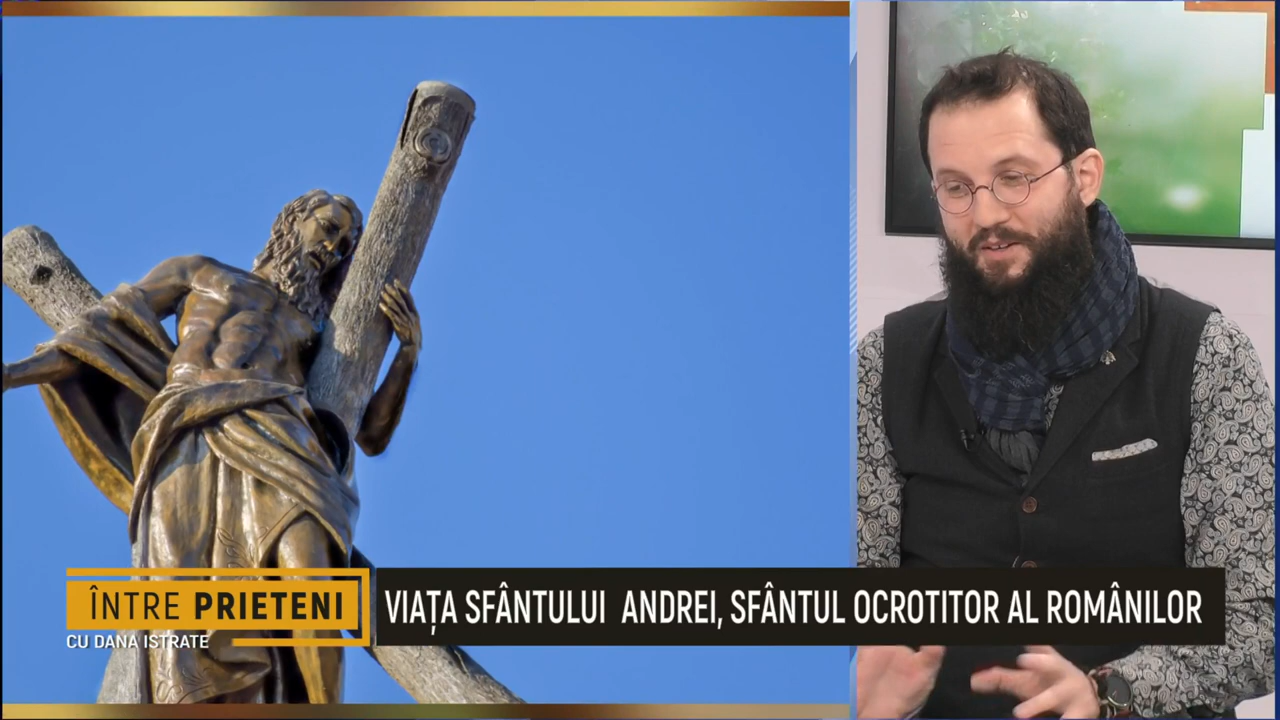 ÎNTRE PRIETENI
CU DANA ISTRATE
VIAȚA SFÂNTULUI ANDREI, SFÂNTUL OCROTITOR AL ROMÂNILOR